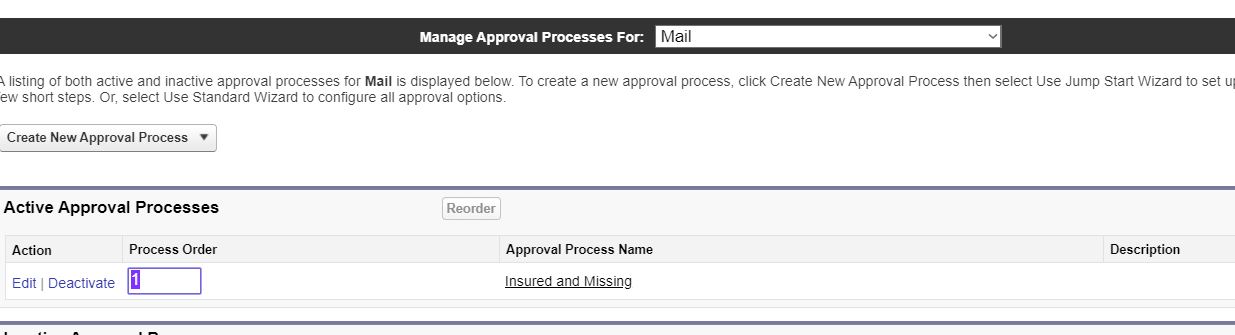 Manage Approval Processes For: Mail
A listing of both active and inactive approval processes for Mail is displayed below. To create a new approval process, click Create New Approval Process then select Use Jump Start Wizard to set up
few short steps. Or, select Use Standard Wizard to configure all approval options.
Create New Approval Process
Active Approval Processes Reorder
Action Process Order Approval Process Name Description
Edit | Deactivate 1 Insured and Missing